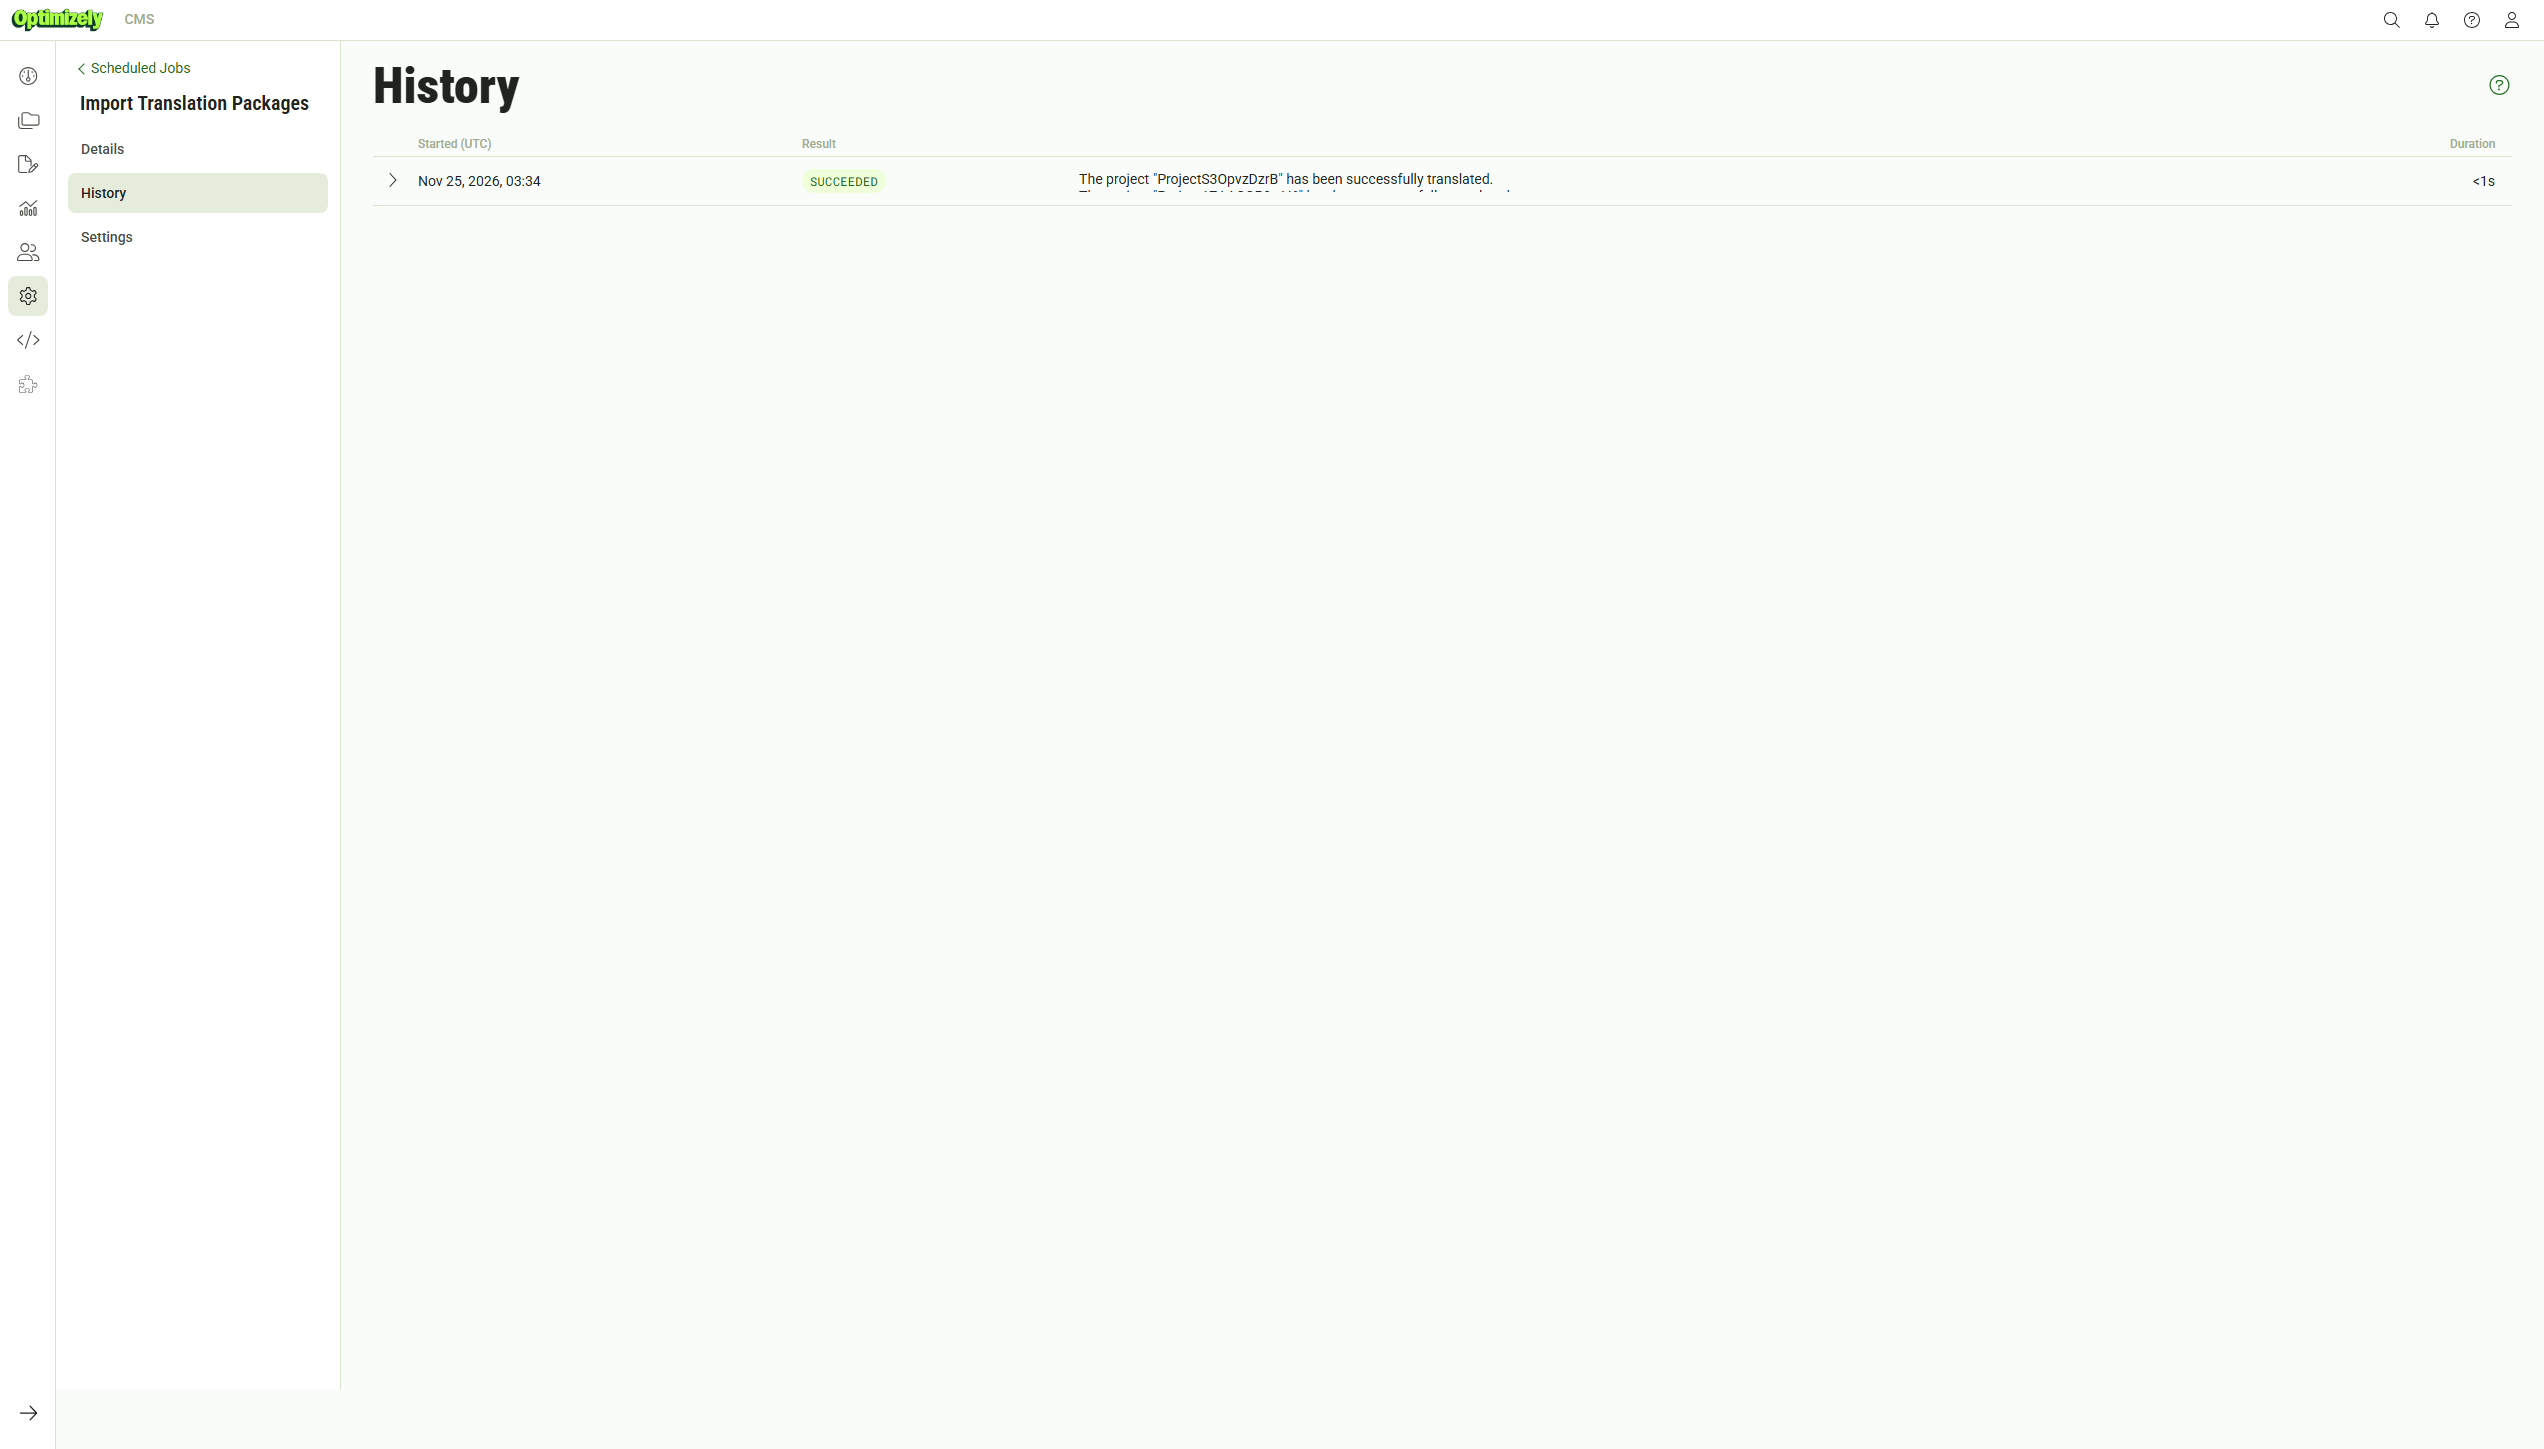 Optimizely CMS
Scheduled Jobs
Import Translation Packages
Details
History
Settings
History
Started (UTC) Result Duration
Nov 25, 2026, 03:34 SUCCEEDED The project "ProjectS3OpvzDzrB" has been successfully translated. <1s